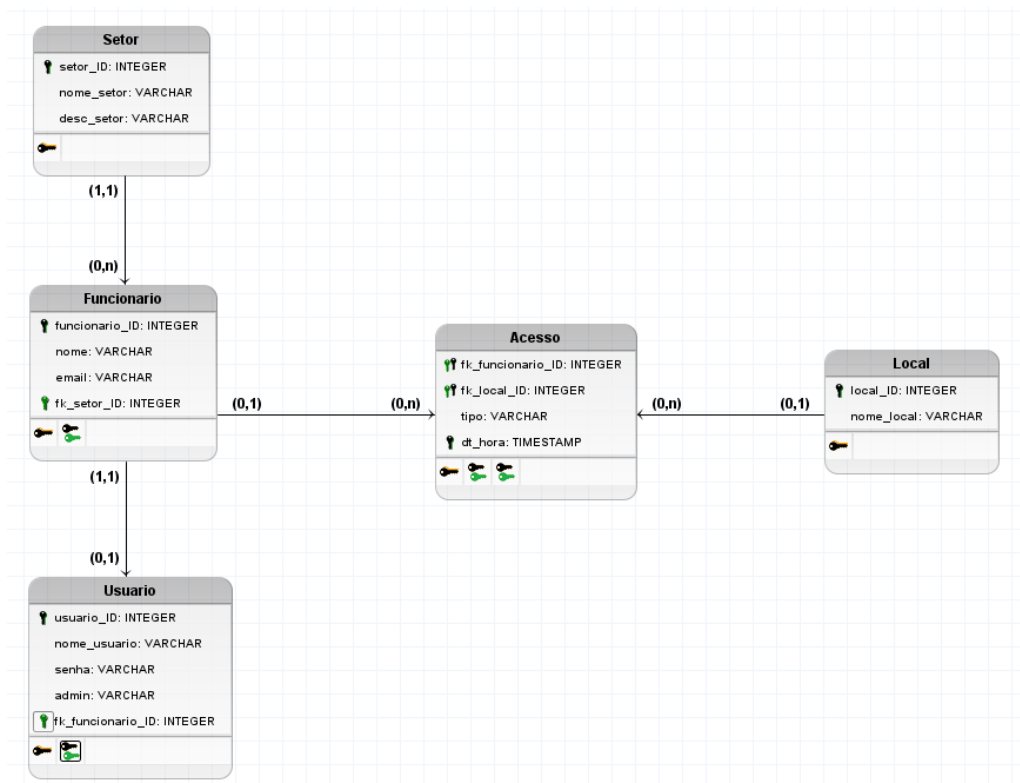 Setor
setor_ID: INTEGER
nome_setor: VARCHAR
desc_setor: VARCHAR
(1,1)
(0,n)
Funcionario
funcionario_ID: INTEGER
nome: VARCHAR
email: VARCHAR
fk_setor_ID: INTEGER
(0,1)
(0,n)
Acesso
fk_funcionario_ID: INTEGER
fk_local_ID: INTEGER
tipo: VARCHAR
dt_hora: TIMESTAMP
(0,n)
(0,1)
Local
local_ID: INTEGER
nome_local: VARCHAR
(1,1)
(0,1)
Usuario
usuario_ID: INTEGER
nome_usuario: VARCHAR
senha: VARCHAR
admin: VARCHAR
fk_funcionario_ID: INTEGER